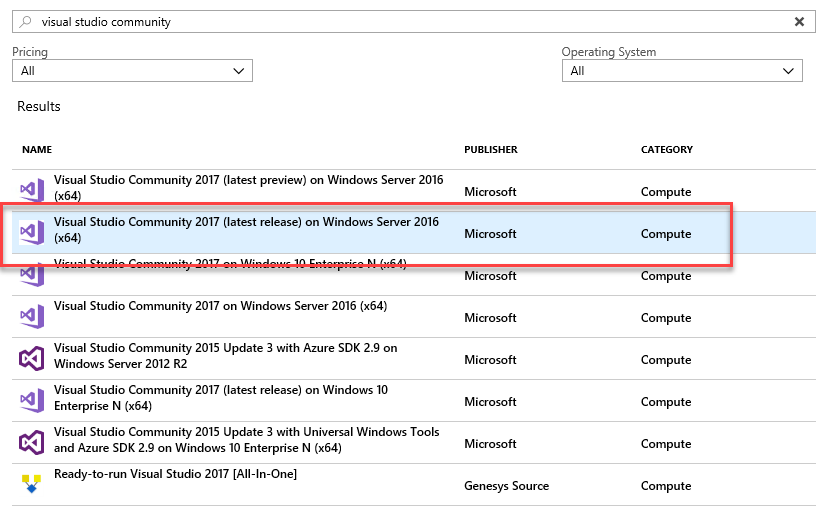 visual studio community
Pricing
Operating System
All
All
Results
NAME
PUBLISHER
CATEGORY
Visual Studio Community 2017 (latest preview) on Windows Server 2016
(x64)
Microsoft
Compute
Visual Studio Community 2017 (latest release) on Windows Server 2016
(x64)
Microsoft
Compute
Visual Studio Community 2017 on Windows 10 Enterprise N (x64)
Microsoft
Compute
Visual Studio Community 2017 on Windows Server 2016 (x64)
Microsoft
Compute
Visual Studio Community 2015 Update 3 with Azure SDK 2.9 on
Windows Server 2012 R2
Microsoft
Compute
Visual Studio Community 2017 (latest release) on Windows 10
Enterprise N (x64)
Microsoft
Compute
Visual Studio Community 2015 Update 3 with Universal Windows Tools
and Azure SDK 2.9 on Windows 10 Enterprise N (x64)
Microsoft
Compute
Ready-to-run Visual Studio 2017 [All-In-One]
Genesys Source
Compute